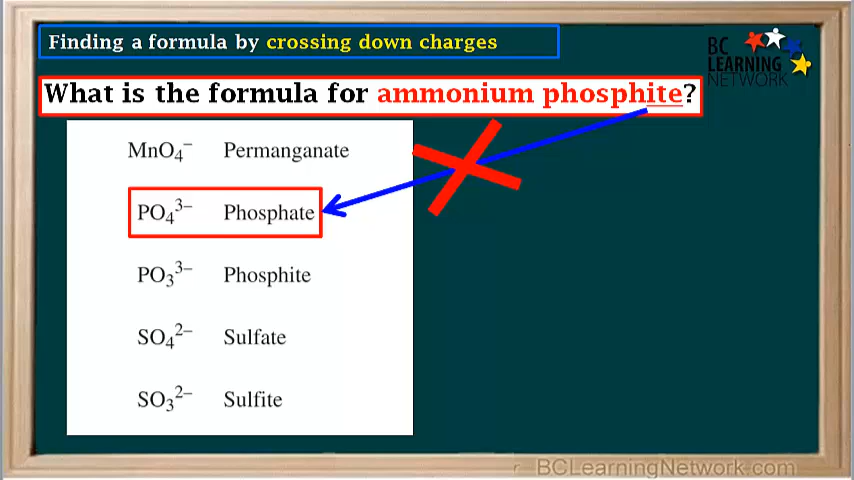 Finding a formula by crossing down charges
BC
LEARNING
NETWORK
What is the formula for ammonium phosphite?
MnO₄⁻ Permanganate
PO₄³⁻ Phosphate
PO₃³⁻ Phosphite
SO₄²⁻ Sulfate
SO₃²⁻ Sulfite
BCLearningNetwork.com